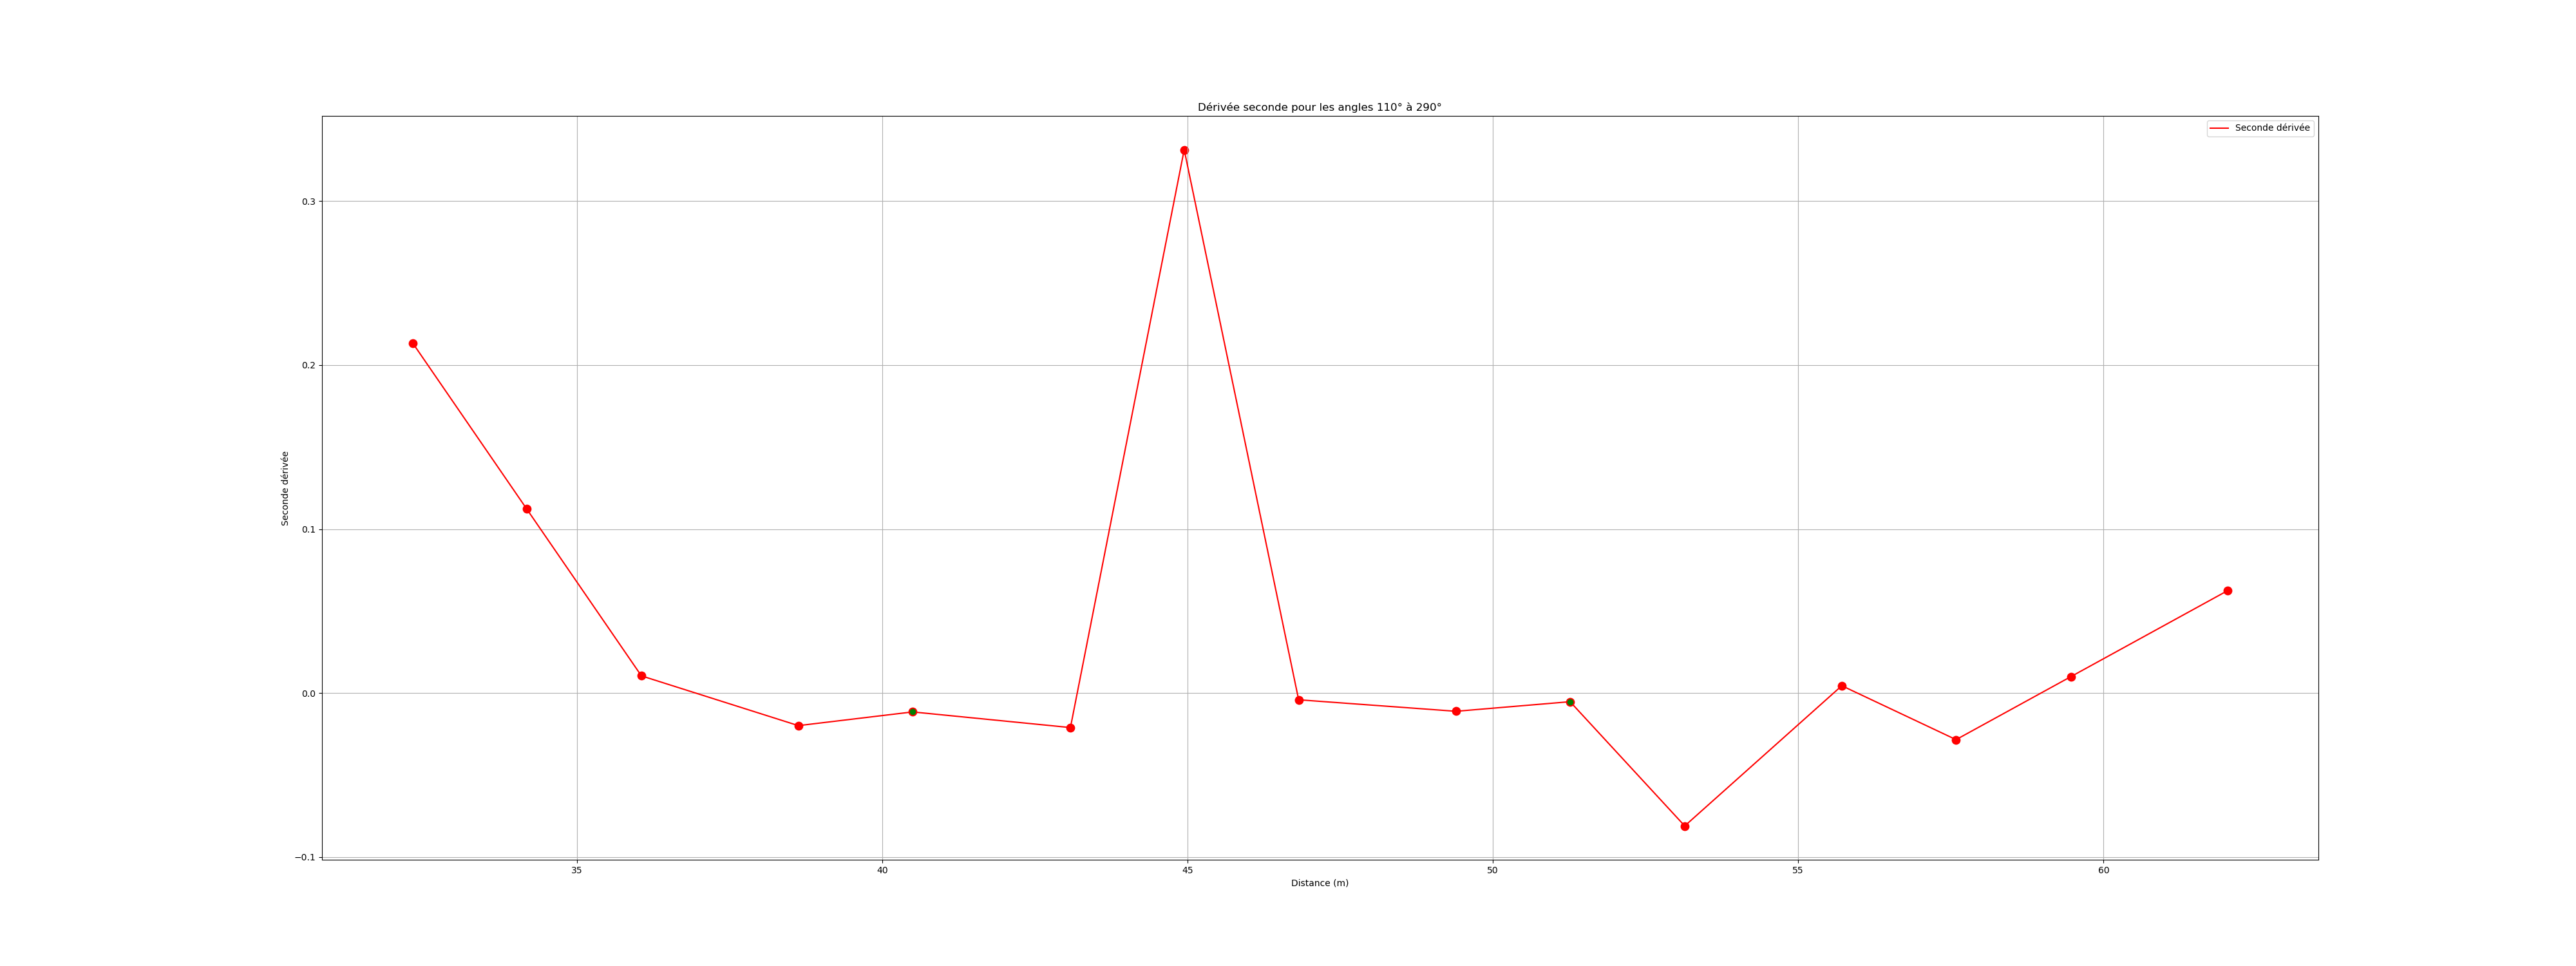 Dérivée seconde pour les angles 110° à 290°
Seconde dérivée
0.3
0.2
0.1
0.0
−0.1
Seconde dérivée
35 40 45 50 55 60
Distance (m)